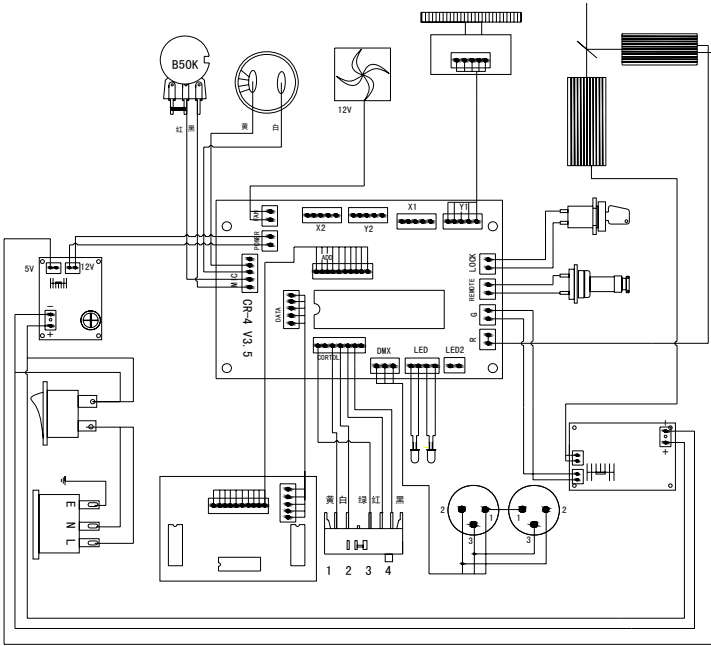 B50K
红 黑
黄 白
12V
FAN
POWER
M/C
X2
Y2
X1
Y1
ADD
DATA
CR-4 V3.5
CORTOL
DMX
LED
LED2
LOCK
REMOTE
G
R
5V
12V
-
+
E
N
L
-
+
黄 白 绿 红 黑
1 2 3 4
2 1 3
1 2 3